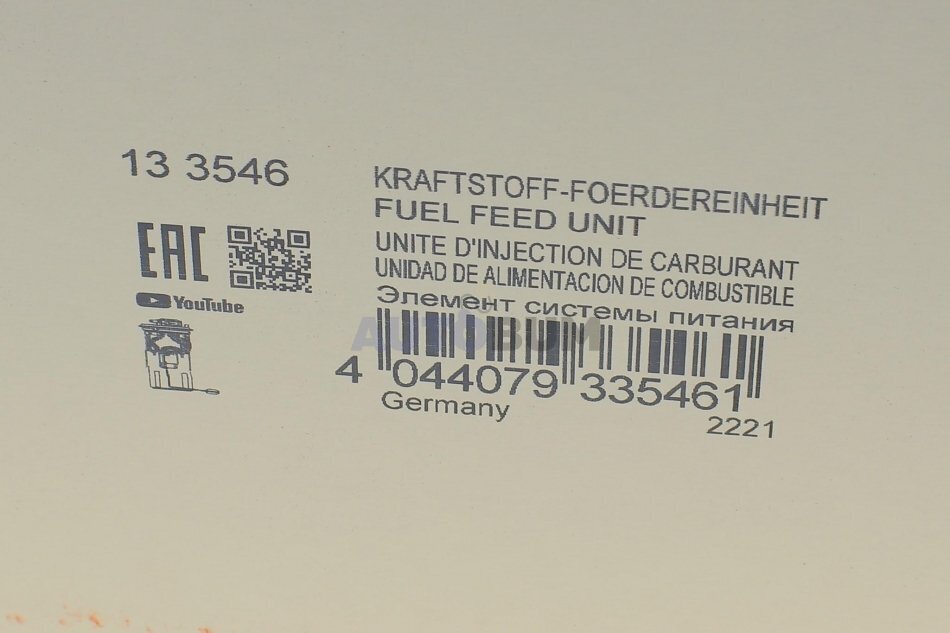 13 3546
KRAFTSTOFF-FOERDEREINHEIT
FUEL FEED UNIT
UNITE D'INJECTION DE CARBURANT
UNIDAD DE ALIMENTACION DE COMBUSTIBLE
Элемент системы питания
EAC
YouTube
AUTOBUM
4 044079 335461
Germany
2221